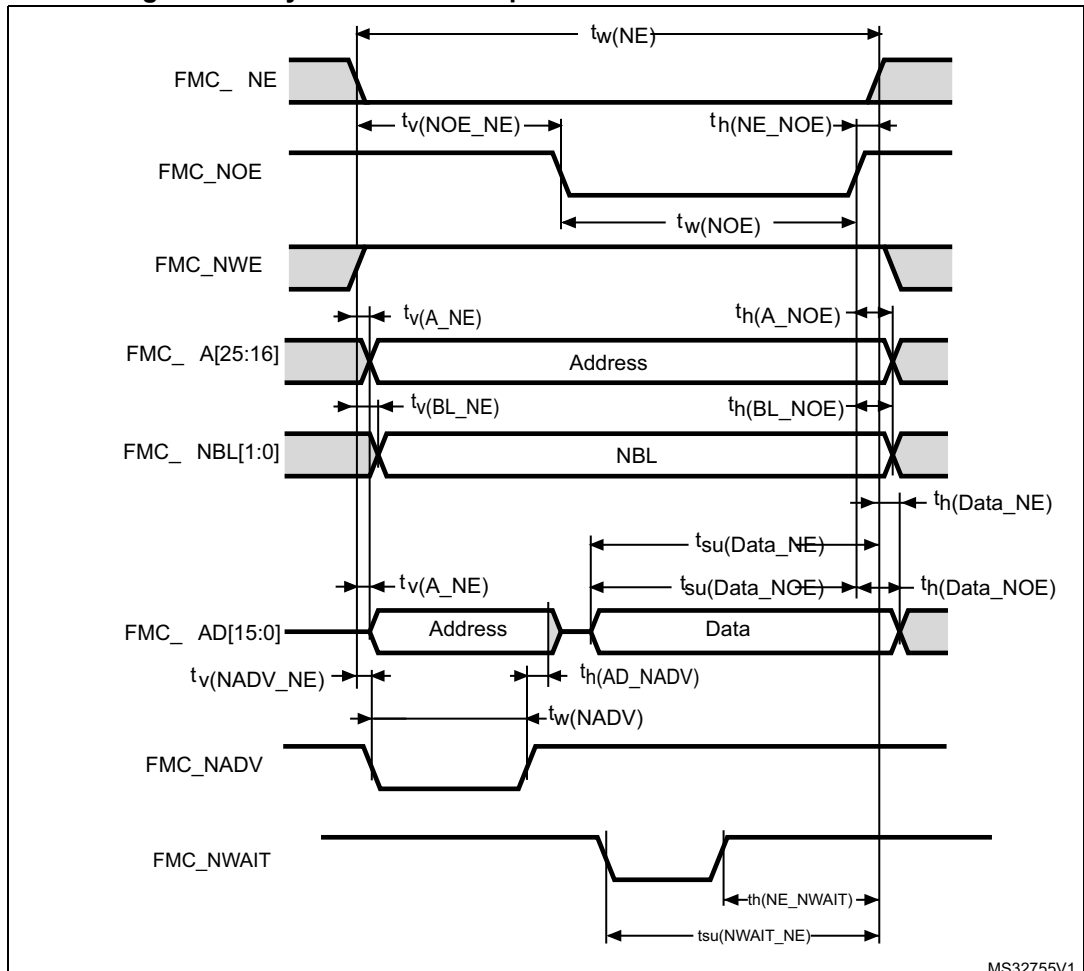 tw(NE)
FMC_ NE
tv(NOE_NE)
th(NE_NOE)
FMC_NOE
tw(NOE)
FMC_NWE
tv(A_NE)
th(A_NOE)
FMC_ A[25:16]
Address
tv(BL_NE)
th(BL_NOE)
FMC_ NBL[1:0]
NBL
th(Data_NE)
tsu(Data_NE)
tv(A_NE)
tsu(Data_NOE)
th(Data_NOE)
FMC_ AD[15:0]
Address
Data
tv(NADV_NE)
th(AD_NADV)
tw(NADV)
FMC_NADV
FMC_NWAIT
th(NE_NWAIT)
tsu(NWAIT_NE)
MS32755V1